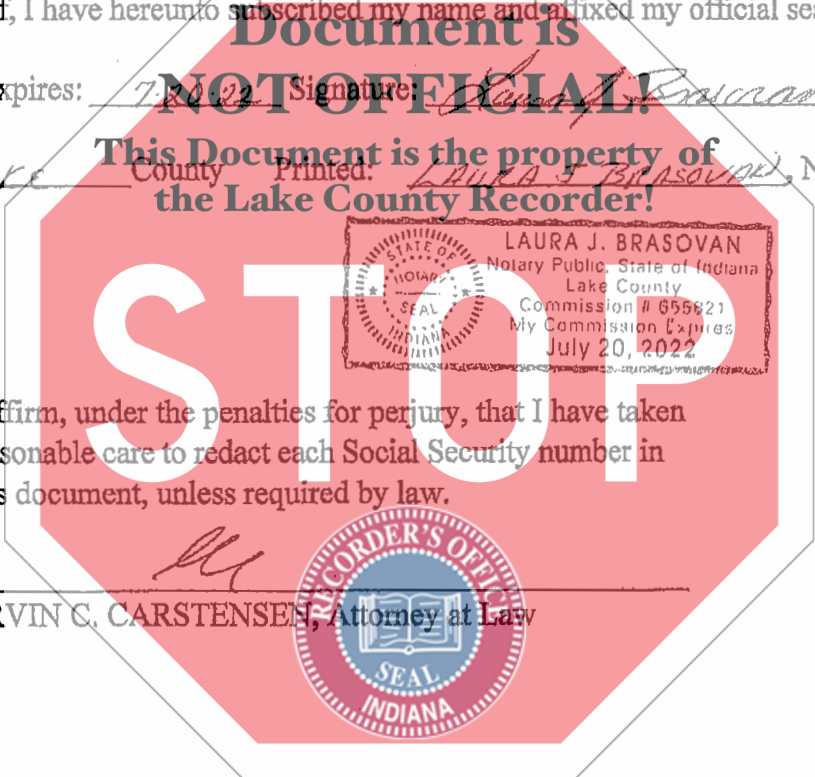 , I have hereunto subscribed my name and affixed my official sea
Document is
xpires: 7-20-22 Signature:
NOT OFFICIAL!
This Document is the property of
County Printed: LAURA J BRASOVAN, N
the Lake County Recorder!
STATE OF
NOTARY
SEAL
INDIANA
LAURA J. BRASOVAN
Notary Public, State of Indiana
Lake County
Commission # 655821
My Commission Expires
July 20, 2022
STOP
ffirm, under the penalties for perjury, that I have taken
sonable care to redact each Social Security number in
s document, unless required by law.
RVIN C. CARSTENSEN, Attorney at Law
RECORDER'S OFFICE
SEAL
INDIANA